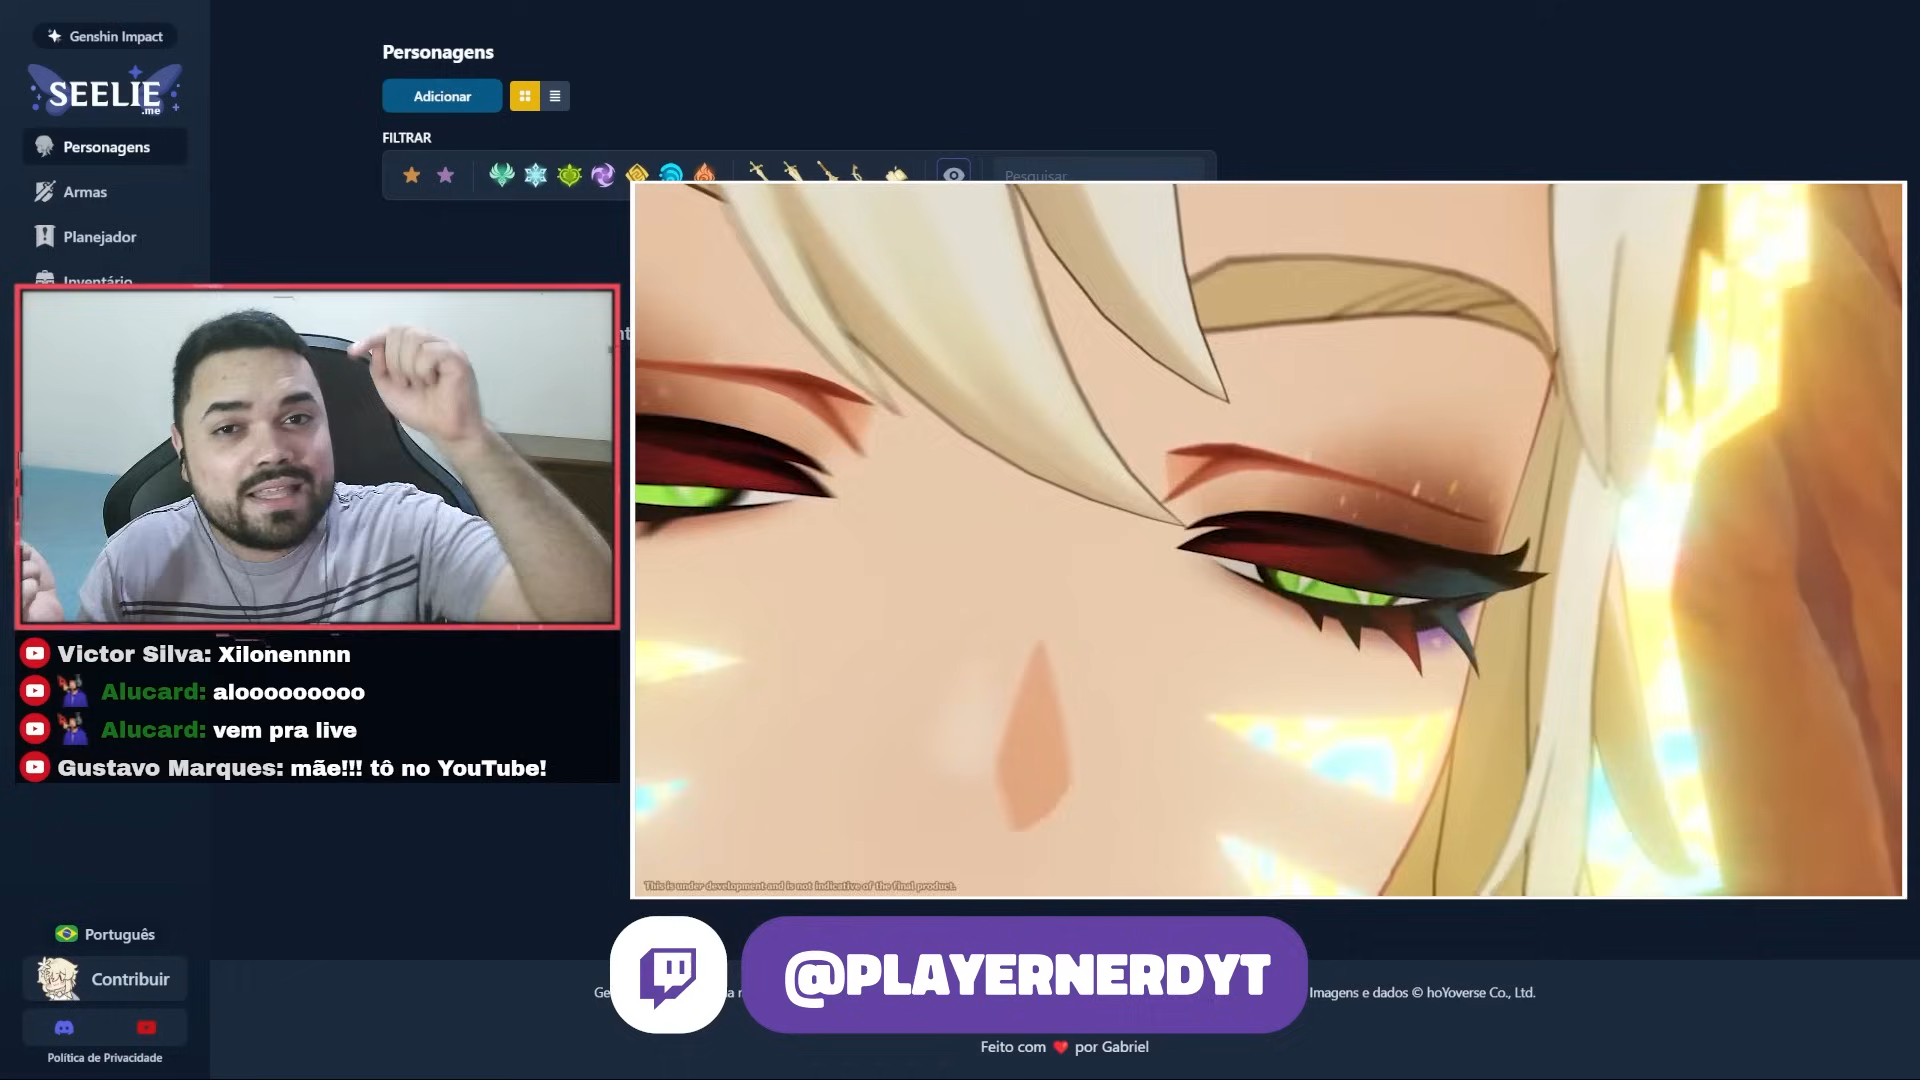 Genshin Impact
SEELIE
.me
Personagens
Armas
Planejador
Inventário
Personagens
Adicionar
FILTRAR
Pesquisar
Victor Silva: Xilonennnn
Alucard: alooooooooo
Alucard: vem pra live
Gustavo Marques: mãe!!! tô no YouTube!
This is under development and is not indicative of the final product.
@PLAYERNERDYT
Imagens e dados © hoYoverse Co., Ltd.
Feito com por Gabriel
Português
Contribuir
Política de Privacidade